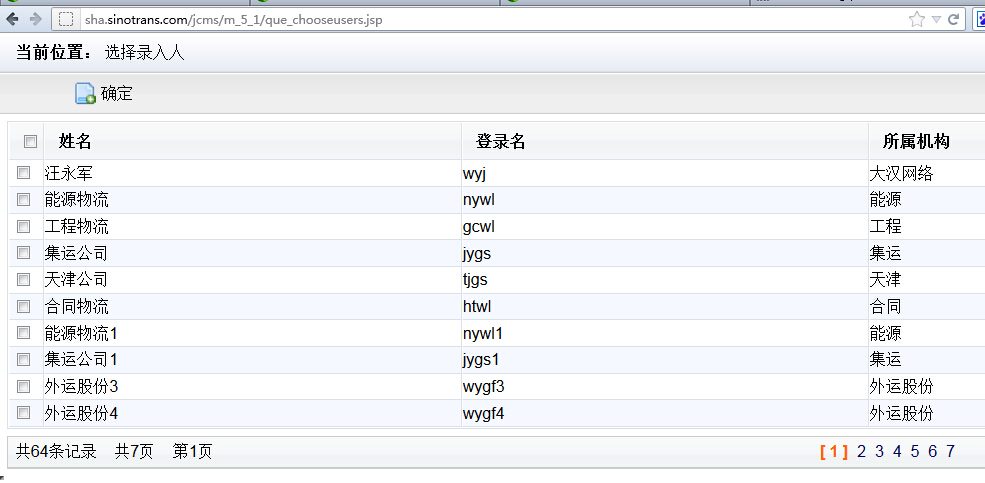 sha.sinotrans.com/jcms/m_5_1/que_chooseusers.jsp
当前位置： 选择录入人
确定
姓名 登录名 所属机构
汪永军 wyj 大汉网络
能源物流 nywl 能源
工程物流 gcwl 工程
集运公司 jygs 集运
天津公司 tjgs 天津
合同物流 htwl 合同
能源物流1 nywl1 能源
集运公司1 jygs1 集运
外运股份3 wygf3 外运股份
外运股份4 wygf4 外运股份
共64条记录 共7页 第1页 [ 1 ] 2 3 4 5 6 7